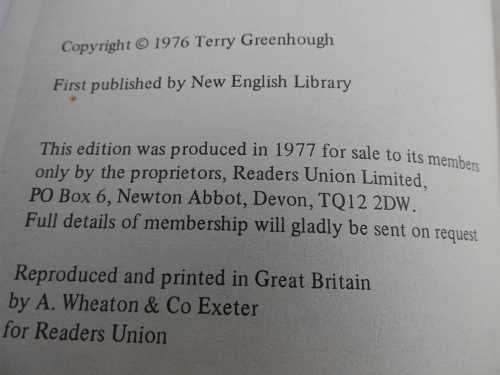 Copyright © 1976 Terry Greenhough
First published by New English Library
This edition was produced in 1977 for sale to its members
only by the proprietors, Readers Union Limited,
PO Box 6, Newton Abbot, Devon, TQ12 2DW.
Full details of membership will gladly be sent on request
Reproduced and printed in Great Britain
by A. Wheaton & Co Exeter
for Readers Union